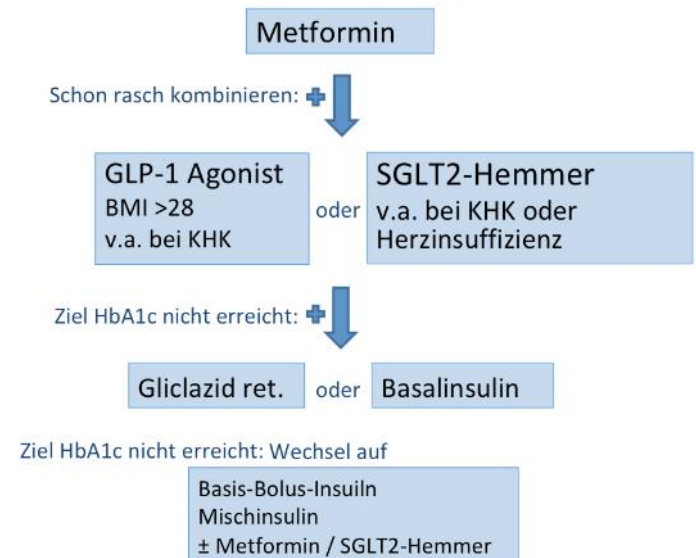 Metformin
Schon rasch kombinieren: +
GLP-1 Agonist
BMI >28
v.a. bei KHK
oder
SGLT2-Hemmer
v.a. bei KHK oder
Herzinsuffizienz
Ziel HbA1c nicht erreicht: +
Gliclazid ret. oder Basalinsulin
Ziel HbA1c nicht erreicht: Wechsel auf
Basis-Bolus-Insuiln
Mischinsulin
± Metformin / SGLT2-Hemmer